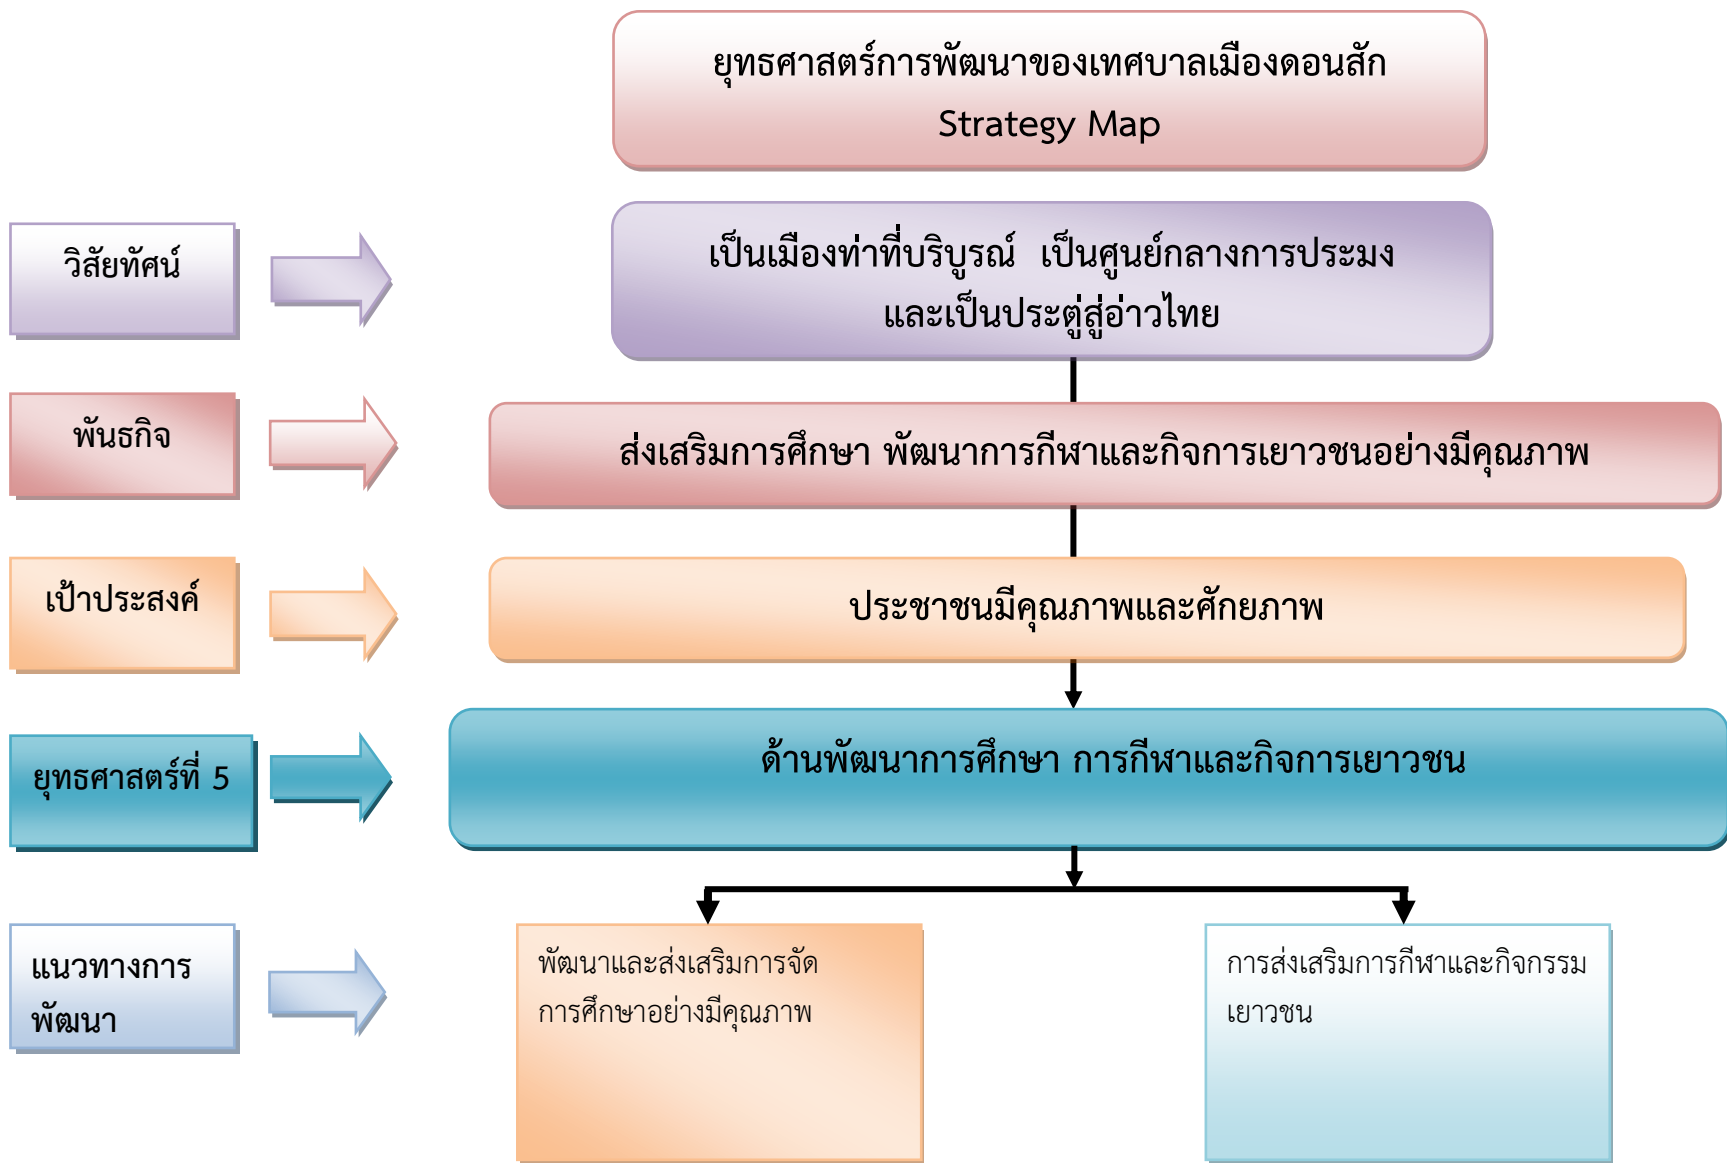 ยุทธศาสตร์การพัฒนาของเทศบาลเมืองดอนสัก
Strategy Map
วิสัยทัศน์
เป็นเมืองท่าที่บริบูรณ์ เป็นศูนย์กลางการประมง
และเป็นประตู่สู่อ่าวไทย
พันธกิจ
ส่งเสริมการศึกษา พัฒนาการกีฬาและกิจการเยาวชนอย่างมีคุณภาพ
เป้าประสงค์
ประชาชนมีคุณภาพและศักยภาพ
ยุทธศาสตร์ที่ 5
ด้านพัฒนาการศึกษา การกีฬาและกิจการเยาวชน
แนวทางการ
พัฒนา
พัฒนาและส่งเสริมการจัด
การศึกษาอย่างมีคุณภาพ
การส่งเสริมการกีฬาและกิจกรรม
เยาวชน